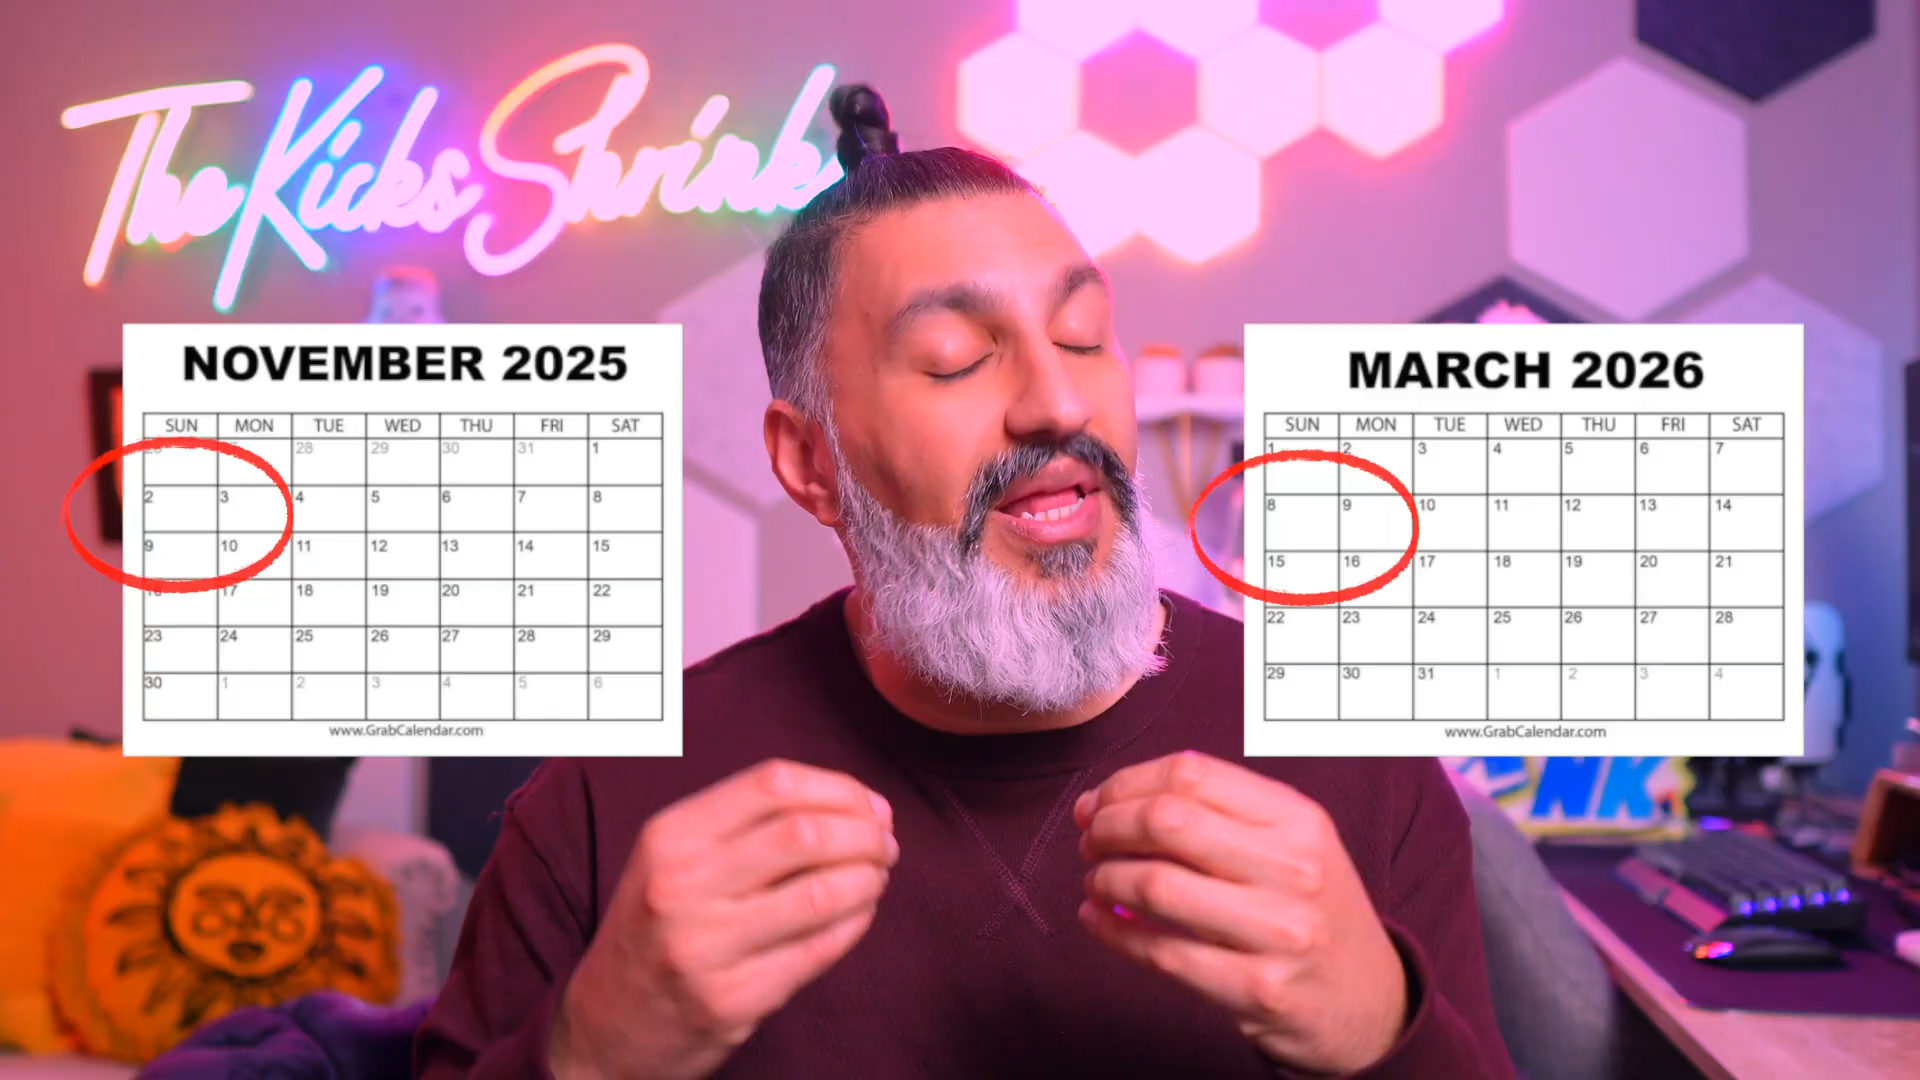 The Kicks Shrink
NOVEMBER 2025
SUN MON TUE WED THU FRI SAT
28 29 30 31 1
2 3 4 5 6 7 8
9 10 11 12 13 14 15
16 17 18 19 20 21 22
23 24 25 26 27 28 29
30 1 2 3 4 5 6
www.GrabCalendar.com
MARCH 2026
SUN MON TUE WED THU FRI SAT
1 2 3 4 5 6 7
8 9 10 11 12 13 14
15 16 17 18 19 20 21
22 23 24 25 26 27 28
29 30 31 1 2 3 4
www.GrabCalendar.com
NK